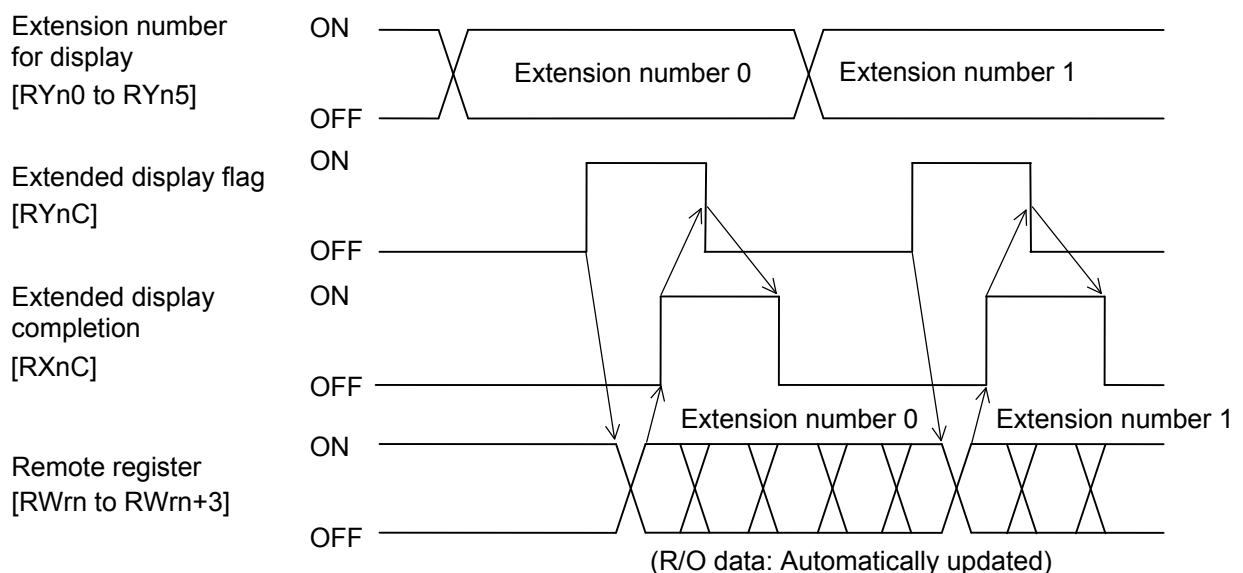 Extension number
for display
[RYn0 to RYn5]
ON
OFF
Extension number 0
Extension number 1
Extended display flag
[RYnC]
ON
OFF
Extended display
completion
[RXnC]
ON
OFF
Extension number 0
Extension number 1
Remote register
[RWrn to RWrn+3]
ON
OFF
(R/O data: Automatically updated)